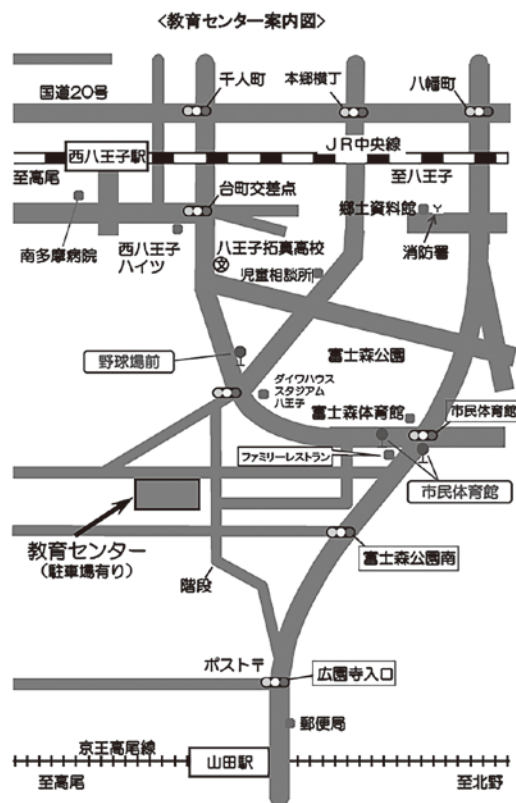 <教育センター案内図>
千人町
本郷横丁
八幡町
国道20号
JR中央線
西八王子駅
至高尾
至八王子
台町交差点
郷土資料館
南多摩病院
西八王子
ハイツ
八王子拓真高校
文
消防署
児童相談所
野球場前
富士森公園
ダイワハウス
スタジアム
八王子
富士森体育館
市民体育館
ファミリーレストラン
市民体育館
教育センター
(駐車場有り)
富士森公園南
階段
ポスト〒
広園寺入口
郵便局
京王高尾線
山田駅
至高尾
至北野